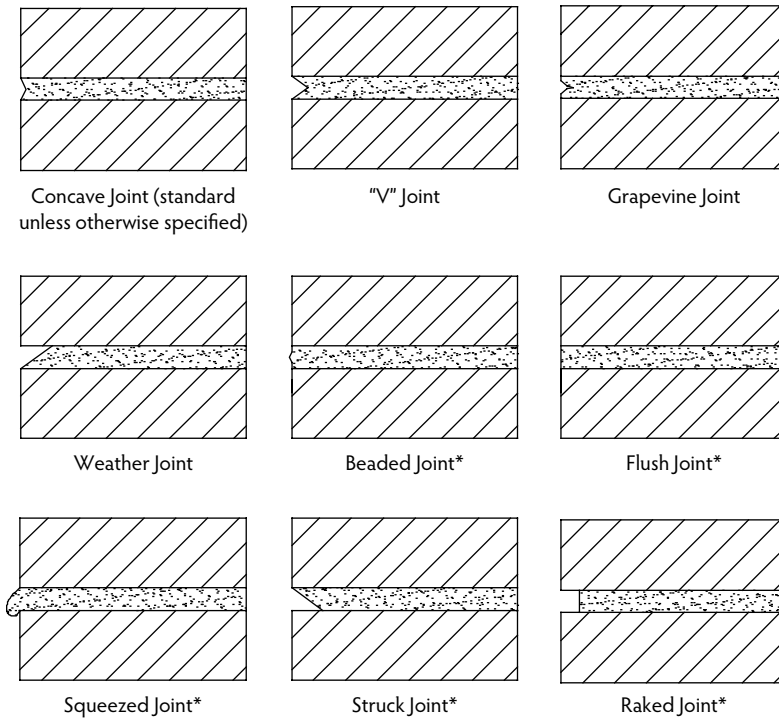 Concave Joint (standard
unless otherwise specified)
"V" Joint
Grapevine Joint
Weather Joint
Beaded Joint*
Flush Joint*
Squeezed Joint*
Struck Joint*
Raked Joint*